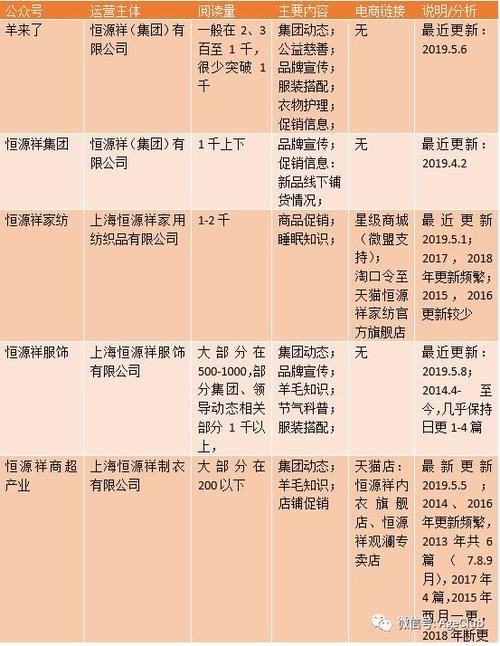 公众号 运营主体 阅读量 主要内容 电商链接 说明/分析
羊来了
恒源祥（集团）有
限公司
一般在 2、3
百至 1 千，
很少突破 1
千
集团动态；
公益慈善；
品牌宣传；
服装搭配；
衣物护理；
促销信息；
无
最近更新：
2019.5.6
恒源祥集团
恒源祥（集团）有
限公司
1 千上下
品牌宣传；
促销信息：
新品线下铺
货情况；
无
最近更新：
2019.4.2
恒源祥家纺
上海恒源祥家用
纺织品有限公司
1-2 千
商品促销；
睡眠知识；
星级商城
（微盟支
持）；
淘口令至
天猫恒源
祥家纺官
方旗舰店
最近更新
2019.5.1；
2017，2018
年更新频繁；
2015，2016
更新较少
恒源祥服饰
上海恒源祥服饰
有限公司
大部分在
500-1000,部
分集团、领
导动态相关
部分 1 千以
上，
集团动态；
品牌宣传；
羊毛知识；
节气科普；
服装搭配；
无
最近更新：
2019.5.8；
2014.4- 至
今,几乎保持
日更 1-4 篇
恒源祥商超
产业
上海恒源祥制衣
有限公司
大部分在
200 以下
集团动态；
羊毛知识；
店铺促销
天猫店：
恒源祥内
衣旗舰
店、恒源
祥观澜专
卖店
最新更新
2019.5.5；
2014、2016
年更新频繁，
2013 年共 6
篇（7.8.9
月），2017 年
4 篇,2015 年
两月一更，
2018 年断更
微信号: AgeClub